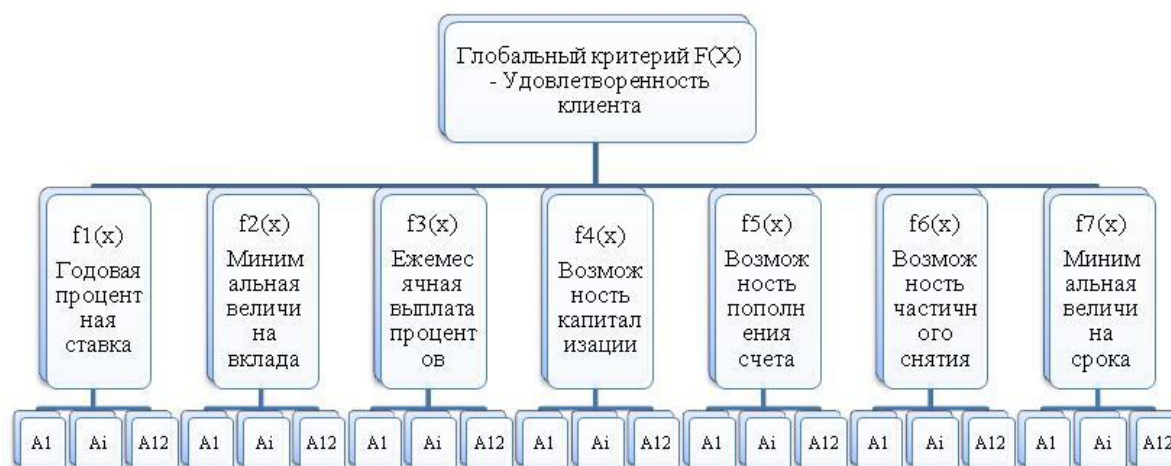 Глобальный критерий F(X)
- Удовлетворенность
клиента
f1(x)
Годовая
процент
ная
ставка
f2(x)
Миним
альная
величи
на
вклада
f3(x)
Ежемес
ячная
выплата
процент
ов
f4(x)
Возмож
ность
капитал
изации
f5(x)
Возмож
ность
пополн
ения
счета
f6(x)
Возмож
ность
частичн
ого
снятия
f7(x)
Миним
альная
величи
на
срока
A1 Ai A12 A1 Ai A12 A1 Ai A12 A1 Ai A12 A1 Ai A12 A1 Ai A12 A1 Ai A12